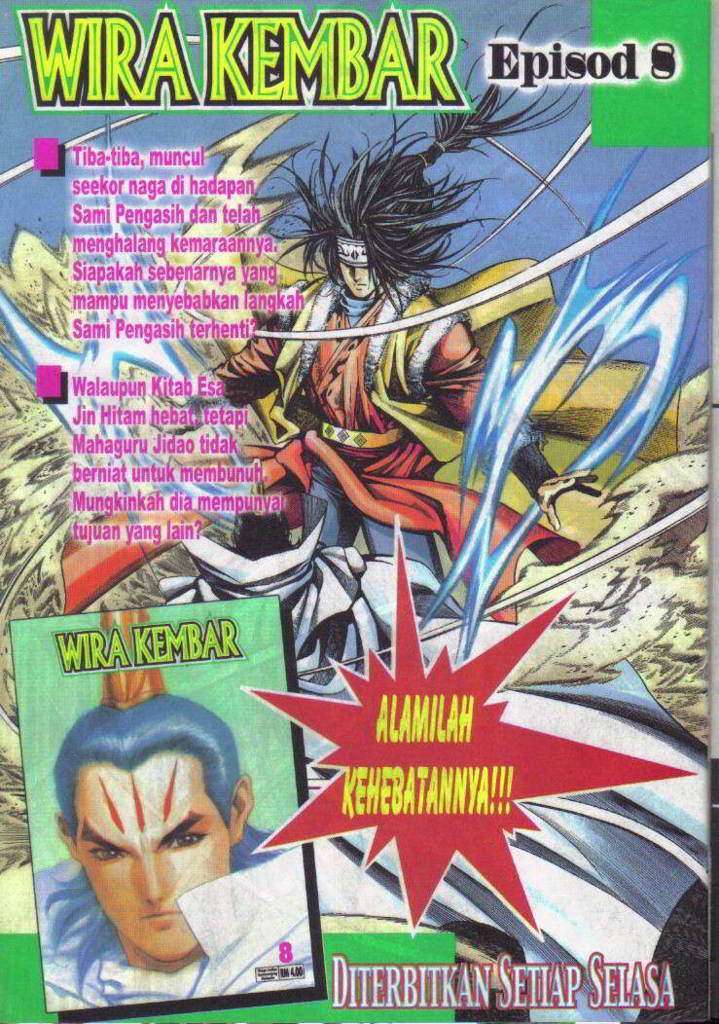 WIRA KEMBAR
Episod 8
Tiba-tiba, muncul
seekor naga di hadapan
Sami Pengasih dan telah
menghalang kemaraannya.
Siapakah sebenarnya yang
mampu menyebabkan langkah
Sami Pengasih terhenti?
Walaupun Kitab Esa
Jin Hitam hebat, tetapi
Mahaguru Jidao tidak
berniat untuk membunuh.
Mungkinkah dia mempunyai
tujuan yang lain?
WIRA KEMBAR
ALAMILAH
KEHEBATANNYA!!!
8
RM 4.00
DITERBITKAN SETIAP SELASA